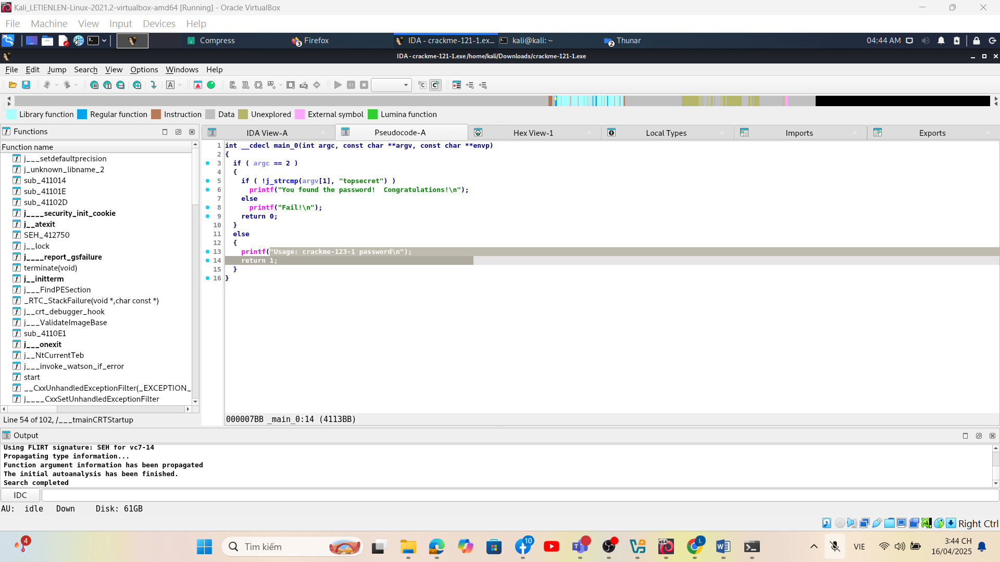 Kali_LETIENLEN-Linux-2021.2-virtualbox-amd64 [Running] - Oracle VirtualBox
File Machine View Input Devices Help
Compress 3 Firefox IDA - crackme-121-1.ex... kali@kali: ~ 2 Thunar 04:44 AM
IDA - crackme-121-1.exe /home/kali/Downloads/crackme-121-1.exe
File Edit Jump Search View Options Windows Help
Library function Regular function Instruction Data Unexplored External symbol Lumina function
Functions
Function name
j___setdefaultprecision
j_unknown_libname_2
sub_411014
sub_41101E
sub_41102D
j____security_init_cookie
j__atexit
SEH_412750
j__lock
j____report_gsfailure
terminate(void)
j__initterm
j___FindPESection
_RTC_StackFailure(void *,char const *)
j__crt_debugger_hook
j___ValidateImageBase
sub_4110E1
j___onexit
j__NtCurrentTeb
j___invoke_watson_if_error
start
__CxxUnhandledExceptionFilter(_EXCEPTION_
j____CxxSetUnhandledExceptionFilter
Line 54 of 102, /___tmainCRTStartup
IDA View-A Pseudocode-A Hex View-1 Local Types Imports Exports
1 int __cdecl main_0(int argc, const char **argv, const char **envp)
2 {
3 if ( argc == 2 )
4 {
5 if ( !j_strcmp(argv[1], "topsecret") )
6 printf("You found the password!  Congratulations!\n");
7 else
8 printf("Fail!\n");
9 return 0;
10 }
11 else
12 {
13 printf("Usage: crackme-123-1 password\n");
14 return 1;
15 }
16 }
000007BB _main_0:14 (4113BB)
Output
Using FLIRT signature: SEH for vc7-14
Propagating type information...
Function argument information has been propagated
The initial autoanalysis has been finished.
Search completed
IDC
AU: idle Down Disk: 61GB
Right Ctrl
4 Tìm kiếm 10 VIE 3:44 CH
16/04/2025